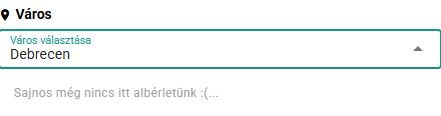 Város
Város választása
Debrecen
Sajnos még nincs itt albérletünk :(...